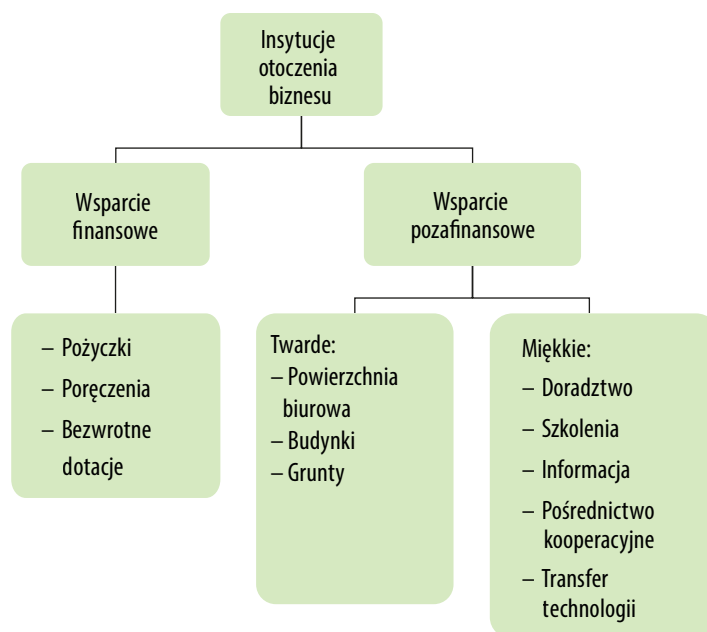 Insytucje
otoczenia
biznesu
Wsparcie
finansowe
Wsparcie
pozafinansowe
– Pożyczki
– Poręczenia
– Bezwrotne
dotacje
Twarde:
– Powierzchnia
biurowa
– Budynki
– Grunty
Miękkie:
– Doradztwo
– Szkolenia
– Informacja
– Pośrednictwo
kooperacyjne
– Transfer
technologii